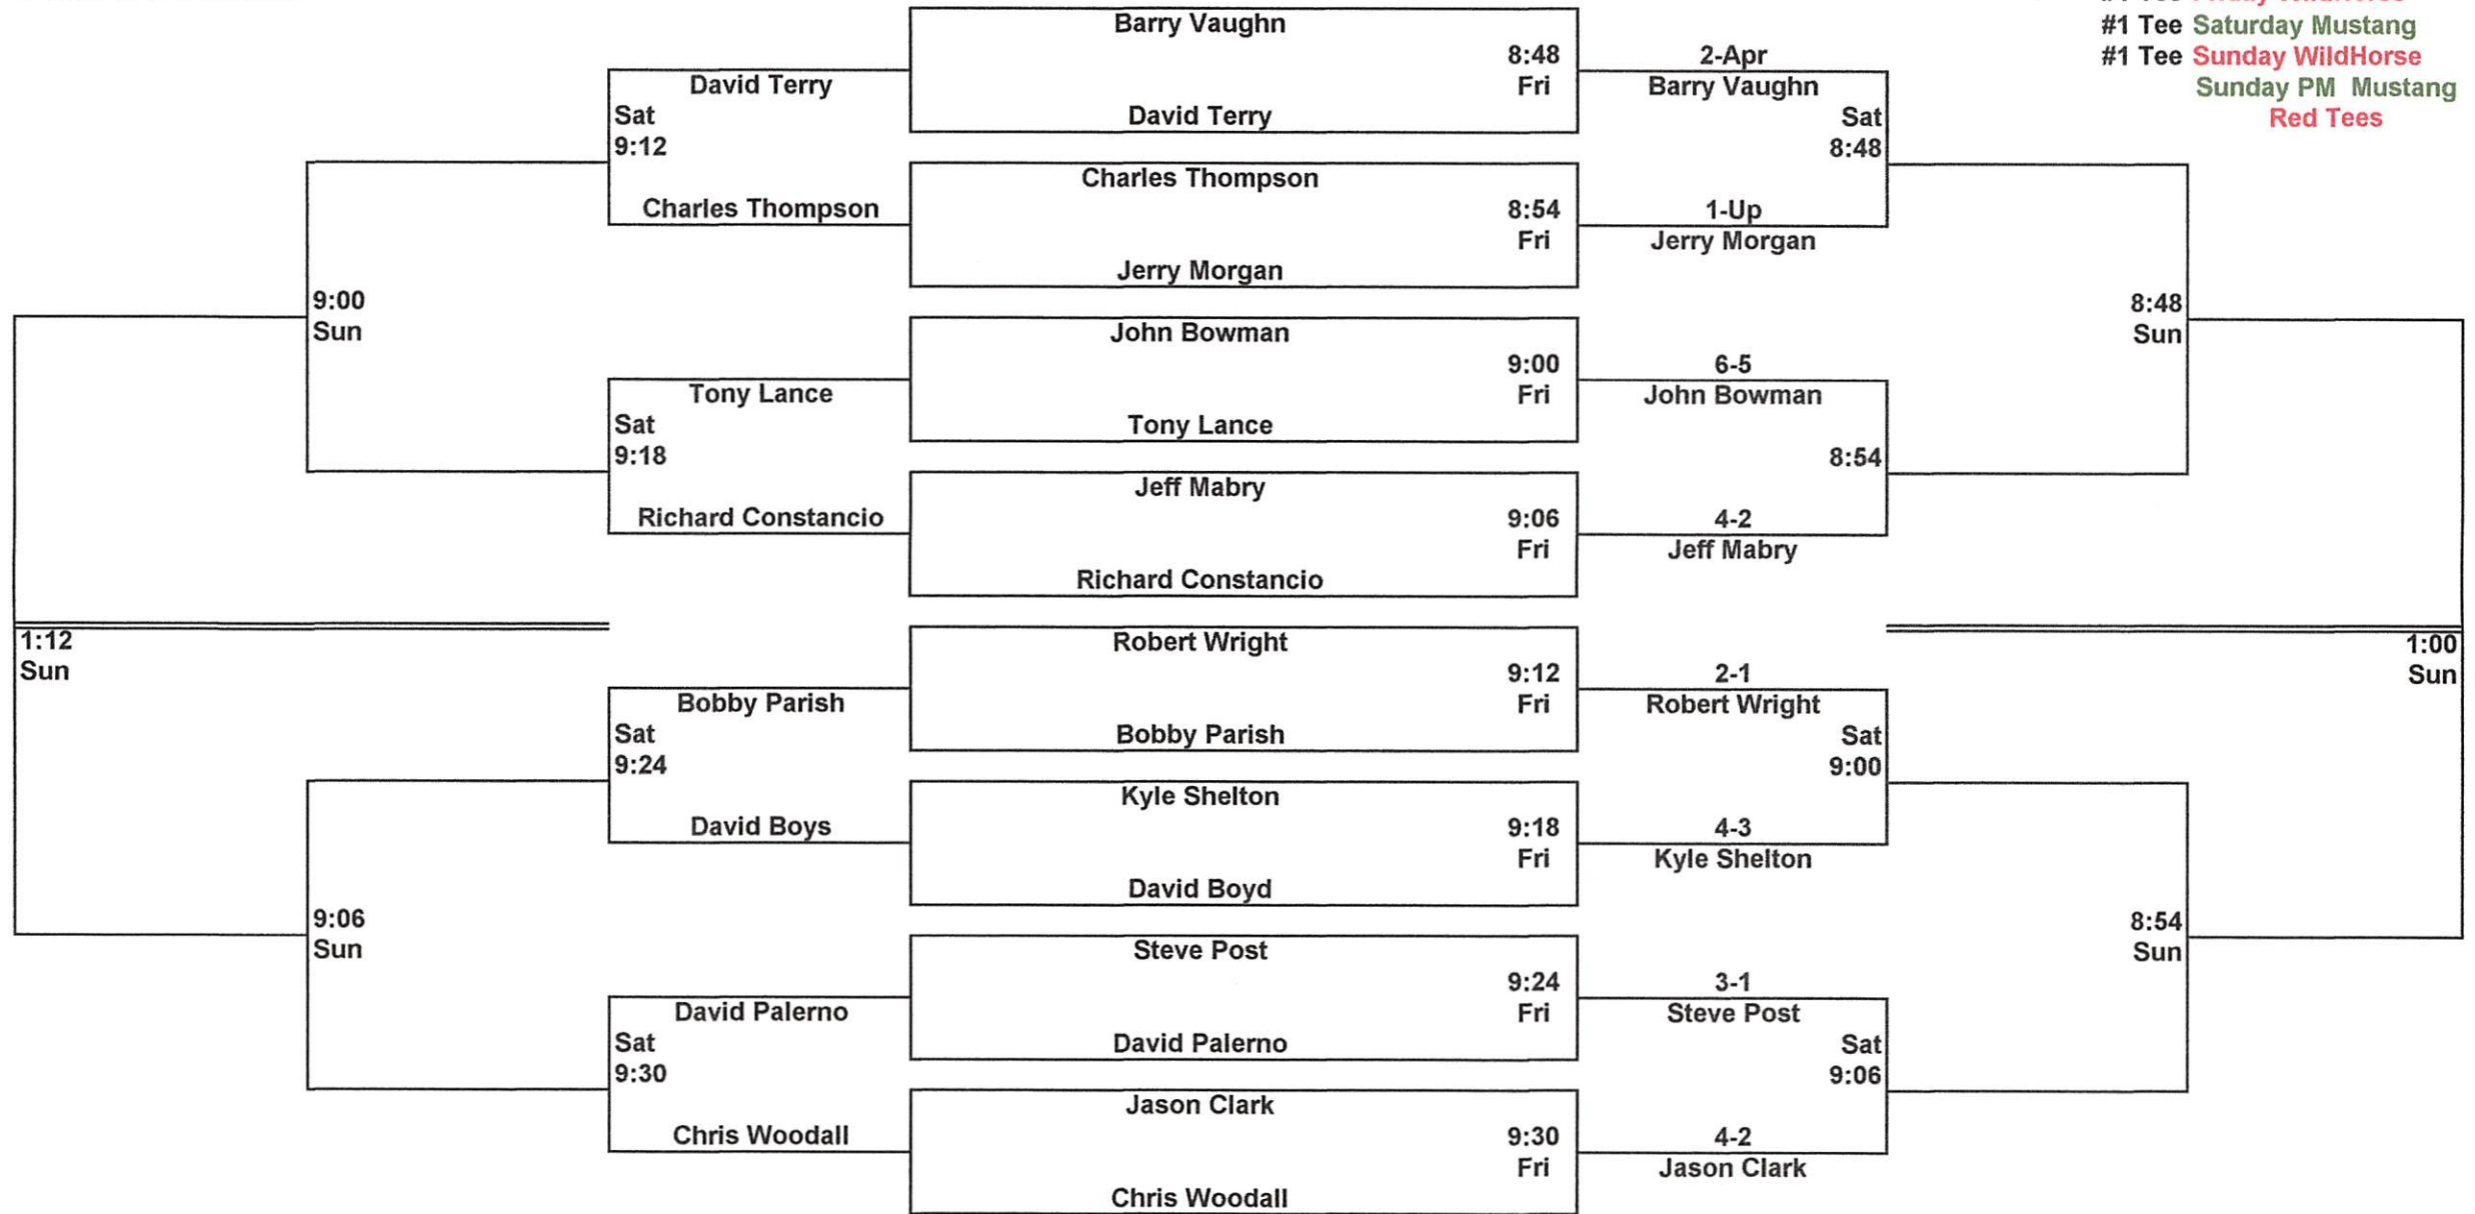 #1 Tee Friday WildHorse
#1 Tee Saturday Mustang
#1 Tee Sunday WildHorse
Sunday PM Mustang
Red Tees
Barry Vaughn
8:48
Fri
David Terry
Charles Thompson
8:54
Fri
Jerry Morgan
John Bowman
9:00
Fri
Tony Lance
Jeff Mabry
9:06
Fri
Richard Constancio
Robert Wright
9:12
Fri
Bobby Parish
Kyle Shelton
9:18
Fri
David Boyd
Steve Post
9:24
Fri
David Palerno
Jason Clark
9:30
Fri
Chris Woodall
David Terry
Sat
9:12
Charles Thompson
Tony Lance
Sat
9:18
Richard Constancio
Bobby Parish
Sat
9:24
David Boys
David Palerno
Sat
9:30
Chris Woodall
9:00
Sun
9:06
Sun
1:12
Sun
2-Apr
Barry Vaughn
Sat
8:48
1-Up
Jerry Morgan
6-5
John Bowman
8:54
4-2
Jeff Mabry
2-1
Robert Wright
Sat
9:00
4-3
Kyle Shelton
3-1
Steve Post
Sat
9:06
4-2
Jason Clark
8:48
Sun
8:54
Sun
1:00
Sun